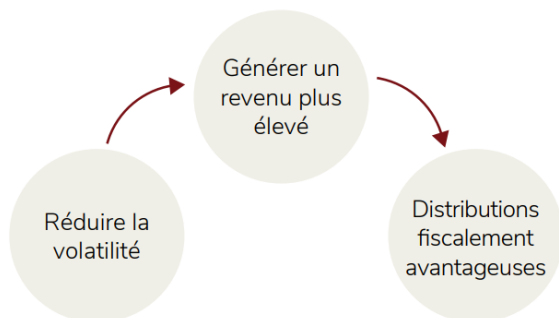 Générer un
revenu plus
élevé
Réduire la
volatilité
Distributions
fiscalement
avantageuses